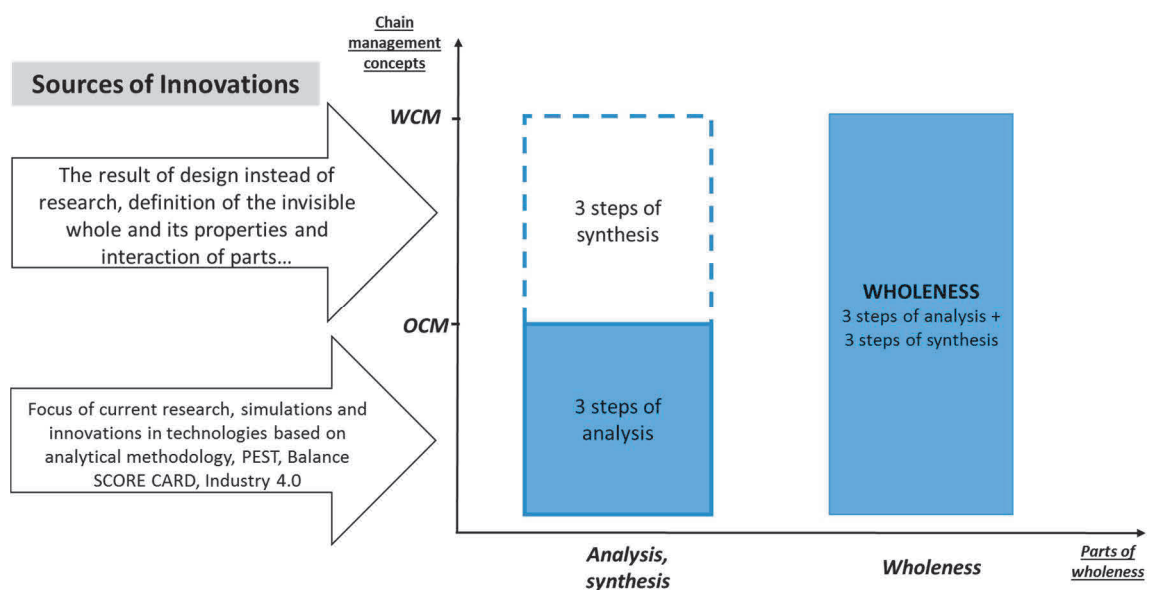 Chain
management
concepts
Sources of Innovations
WCM
The result of design instead of
research, definition of the invisible
whole and its properties and
interaction of parts...
3 steps of
synthesis
WHOLENESS
3 steps of analysis +
3 steps of synthesis
OCM
Focus of current research, simulations and
innovations in technologies based on
analytical methodology, PEST, Balance
SCORE CARD, Industry 4.0
3 steps of
analysis
Analysis,
synthesis
Wholeness
Parts of
wholeness